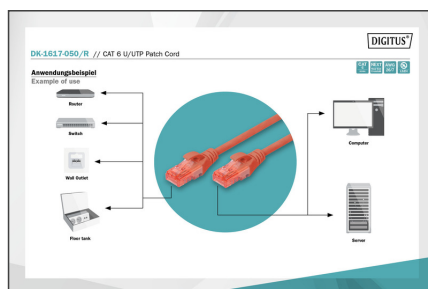 DIGITUS®
DK-1617-050/R // CAT 6 U/UTP Patch Cord
Anwendungsbeispiel
Example of use
Router
Switch
Wall Outlet
Floor tank
Computer
Server